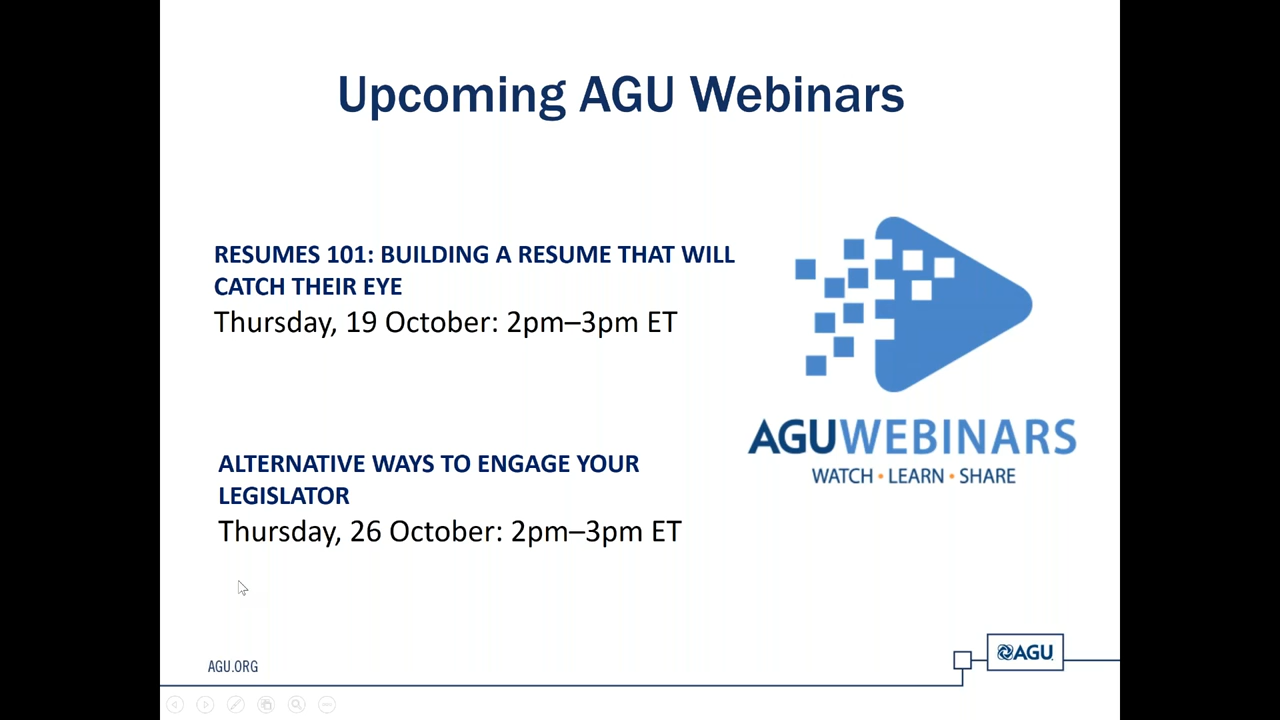 Upcoming AGU Webinars
RESUMES 101: BUILDING A RESUME THAT WILL
CATCH THEIR EYE
Thursday, 19 October: 2pm–3pm ET
ALTERNATIVE WAYS TO ENGAGE YOUR
LEGISLATOR
Thursday, 26 October: 2pm–3pm ET
AGUWEBINARS
WATCH • LEARN • SHARE
AGU.ORG
AGU